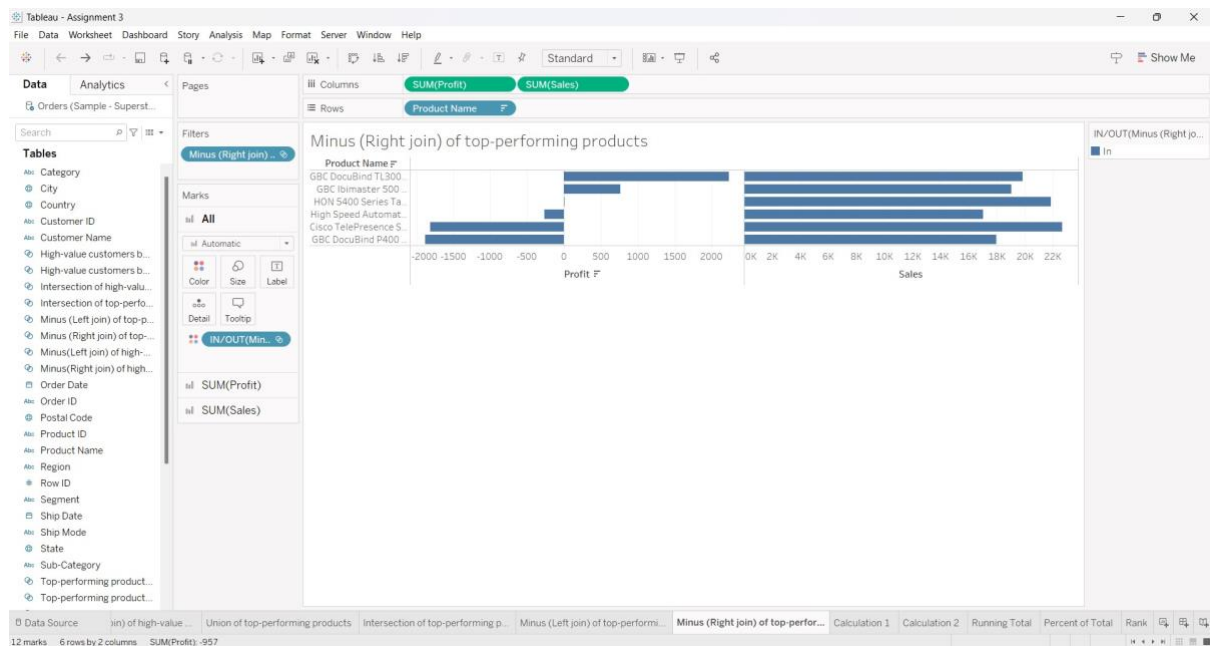 Tableau - Assignment 3
File Data Worksheet Dashboard Story Analysis Map Format Server Window Help
Standard
Show Me
Data Analytics
Orders (Sample - Superst...
Search
Tables
Abc Category
City
Country
Abc Customer ID
Abc Customer Name
High-value customers b...
High-value customers b...
Intersection of high-valu...
Intersection of top-perfo...
Minus (Left join) of top-p...
Minus (Right join) of top-...
Minus(Left join) of high-...
Minus(Right join) of high...
Order Date
Abc Order ID
Postal Code
Abc Product ID
Abc Product Name
Abc Region
# Row ID
Abc Segment
Ship Date
Abc Ship Mode
State
Abc Sub-Category
Top-performing product...
Top-performing product...
Pages
Filters
Minus (Right join) ..
Marks
All
Automatic
Color Size Label
Detail Tooltip
IN/OUT(Min..
SUM(Profit)
SUM(Sales)
Columns SUM(Profit) SUM(Sales)
Rows Product Name
Minus (Right join) of top-performing products
Product Name
GBC DocuBind TL300..
GBC Ibimaster 500 ..
HON 5400 Series Ta..
High Speed Automat..
Cisco TelePresence S..
GBC DocuBind P400 ..
-2000 -1500 -1000 -500 0 500 1000 1500 2000
Profit
0K 2K 4K 6K 8K 10K 12K 14K 16K 18K 20K 22K
Sales
IN/OUT(Minus (Right jo...
In
Data Source
Union of top-performing products Intersection of top-performing p... Minus (Left join) of top-performi... Minus (Right join) of top-perfor... Calculation 1 Calculation 2 Running Total Percent of Total Rank
12 marks 6 rows by 2 columns SUM(Profit): -957